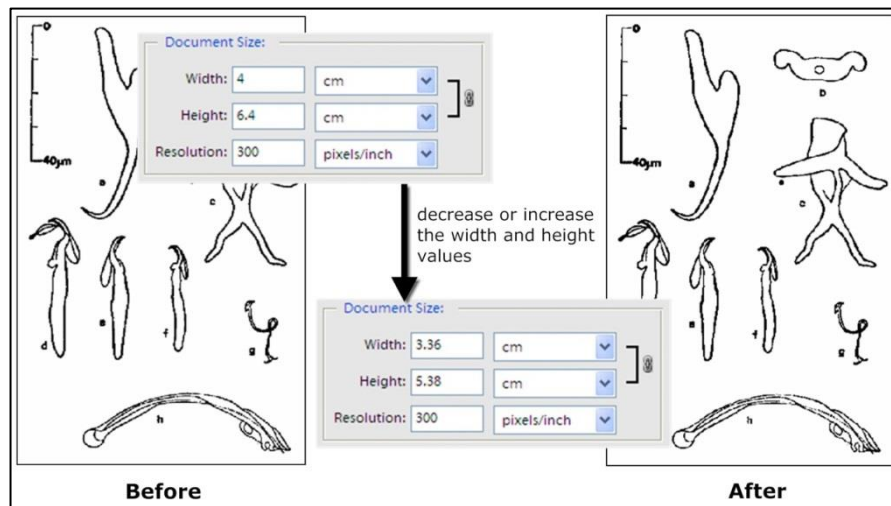 0
40µm
a
c
d
e
f
g
h
Before
Document Size:
Width: 4 cm
Height: 6.4 cm
Resolution: 300 pixels/inch
decrease or increase
the width and height
values
Document Size:
Width: 3.36 cm
Height: 5.38 cm
Resolution: 300 pixels/inch
0
40µm
a
b
c
f
g
h
After